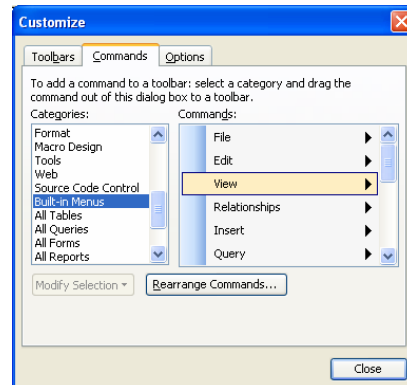 Customize
Toolbars Commands Options
To add a command to a toolbar: select a category and drag the
command out of this dialog box to a toolbar.
Categories: Commands:
Format
Macro Design
Tools
Web
Source Code Control
Built-in Menus
All Tables
All Queries
All Forms
All Reports
File
Edit
View
Relationships
Insert
Query
Modify Selection Rearrange Commands...
Close